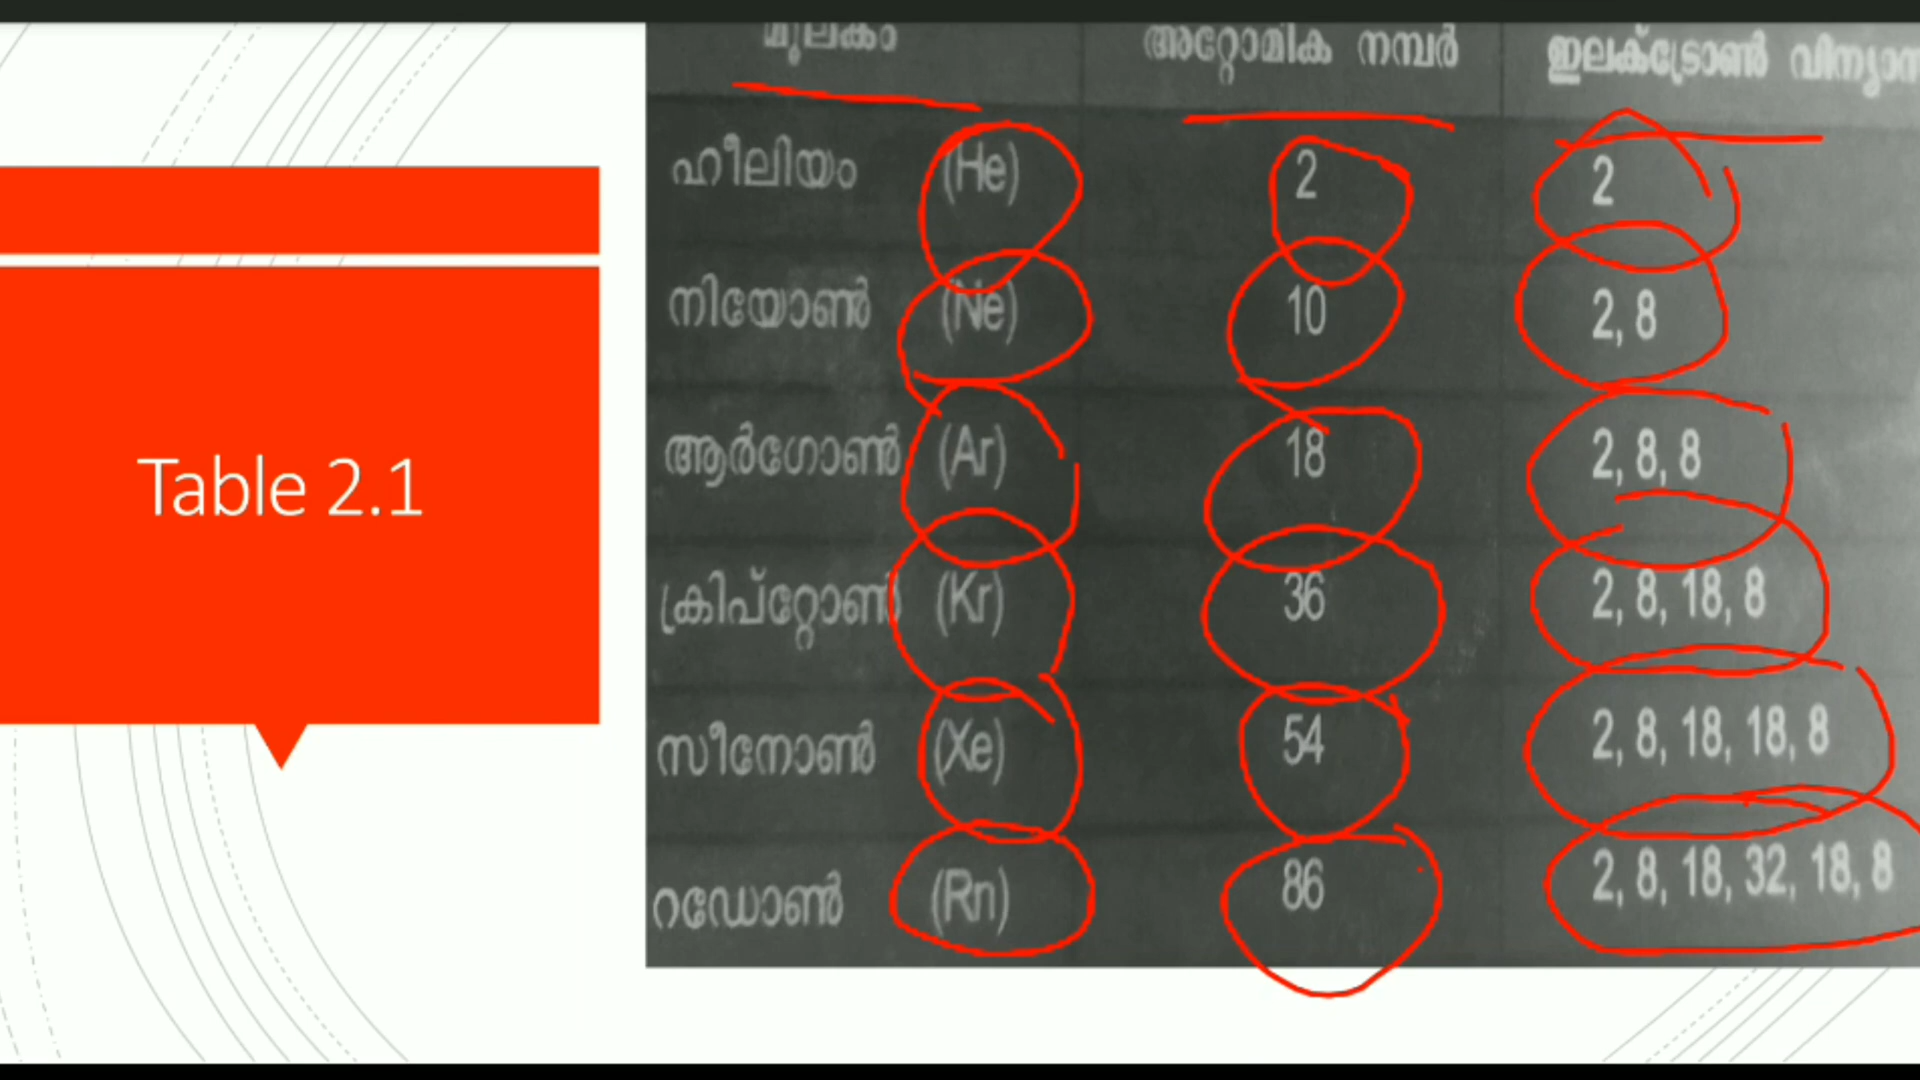 Table 2.1
മൂലകം അറ്റോമിക നമ്പർ ഇലക്ട്രോൺ
ഹീലിയം (He) 2 2
നിയോൺ (Ne) 10 2, 8
ആർഗോൺ (Ar) 18 2, 8, 8
ക്രിപ്റ്റോൺ (Kr) 36 2, 8, 18, 8
സീനോൺ (Xe) 54 2, 8, 18, 18, 8
റഡോൺ (Rn) 86 2, 8, 18, 32, 18, 8